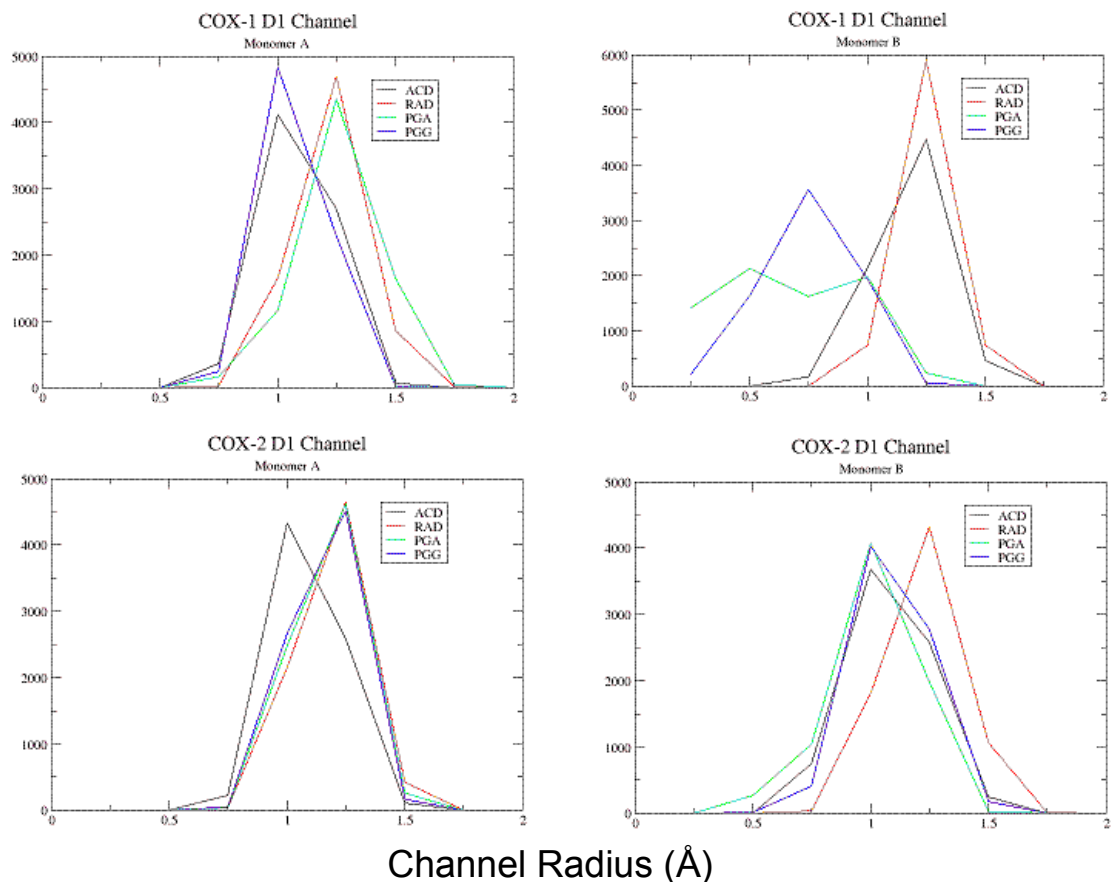 COX-1 D1 Channel
Monomer A
5000
4000
3000
2000
1000
0
0
0.5
1
1.5
2
ACD
RAD
PGA
PGG
COX-1 D1 Channel
Monomer B
6000
5000
4000
3000
2000
1000
0
0
0.5
1
1.5
2
ACD
RAD
PGA
PGG
COX-2 D1 Channel
Monomer A
5000
4000
3000
2000
1000
0
0
0.5
1
1.5
2
ACD
RAD
PGA
PGG
COX-2 D1 Channel
Monomer B
5000
4000
3000
2000
1000
0
0
0.5
1
1.5
2
ACD
RAD
PGA
PGG
Channel Radius (Å)